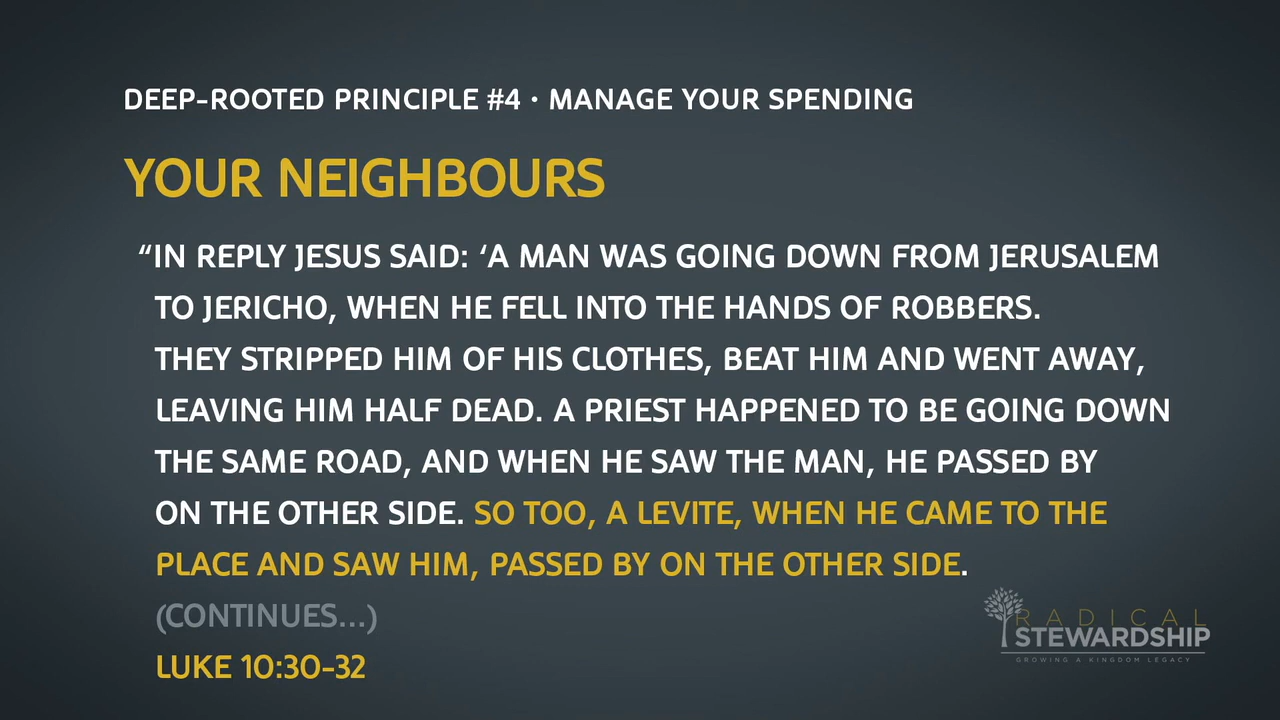 DEEP-ROOTED PRINCIPLE #4 · MANAGE YOUR SPENDING
YOUR NEIGHBOURS
“IN REPLY JESUS SAID: ‘A MAN WAS GOING DOWN FROM JERUSALEM
TO JERICHO, WHEN HE FELL INTO THE HANDS OF ROBBERS.
THEY STRIPPED HIM OF HIS CLOTHES, BEAT HIM AND WENT AWAY,
LEAVING HIM HALF DEAD. A PRIEST HAPPENED TO BE GOING DOWN
THE SAME ROAD, AND WHEN HE SAW THE MAN, HE PASSED BY
ON THE OTHER SIDE. SO TOO, A LEVITE, WHEN HE CAME TO THE
PLACE AND SAW HIM, PASSED BY ON THE OTHER SIDE.
(CONTINUES...)
LUKE 10:30-32
RADICAL
STEWARDSHIP
GROWING A KINGDOM LEGACY